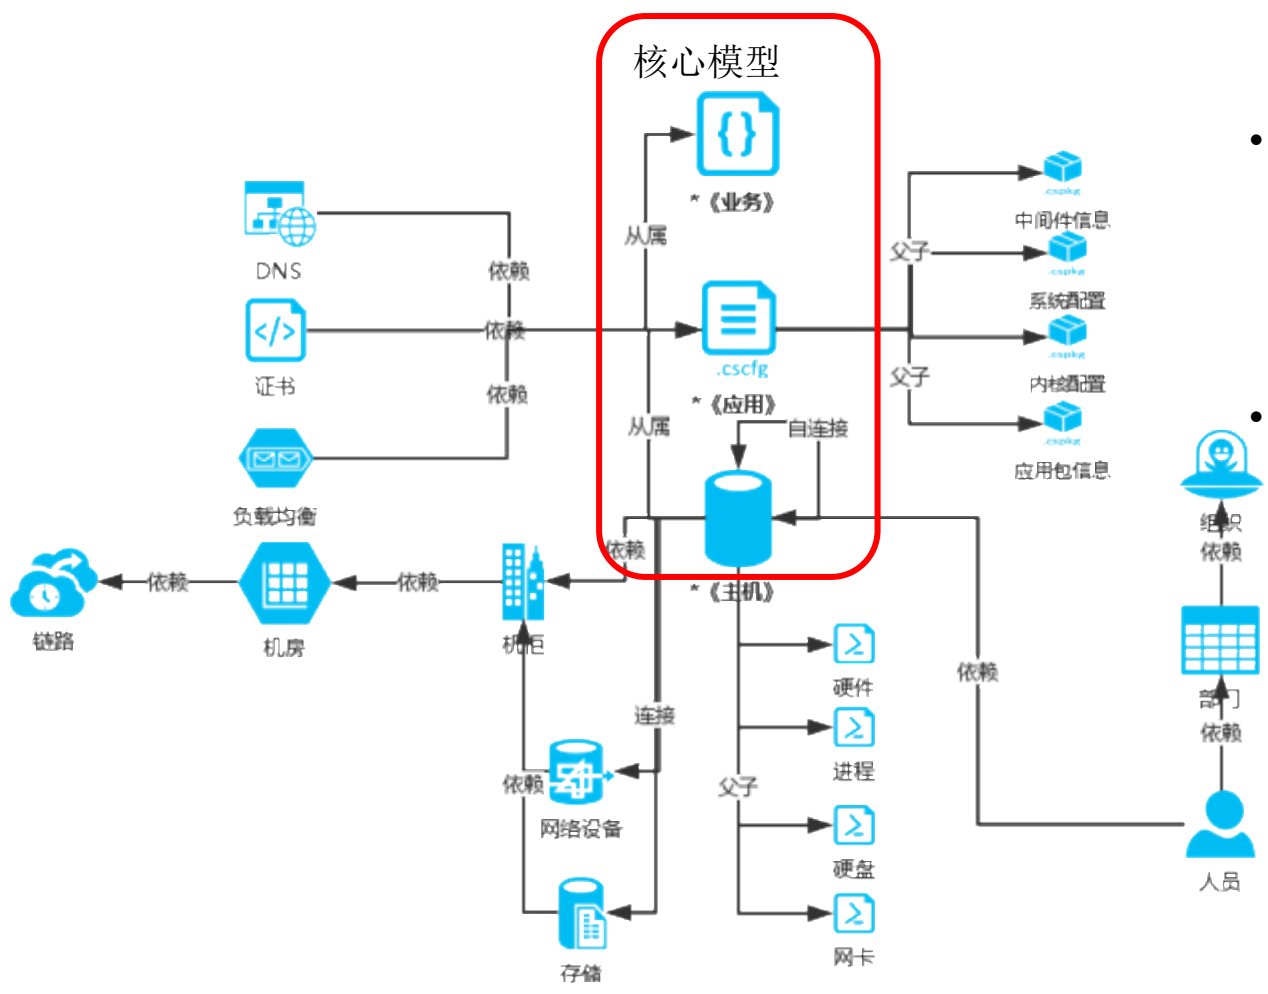 核心模型
*《业务》
从属
DNS
依赖
证书
依赖
依赖
负载均衡
.cscfg
*《应用》
从属
自连接
*《主机》
父子
父子
.cspkg
中间件信息
.cspkg
系统配置
.cspkg
内核配置
.cspkg
应用包信息
组织
依赖
部门
依赖
人员
依赖
链路
依赖
机房
依赖
机柜
依赖
连接
依赖
网络设备
存储
父子
硬件
进程
硬盘
网卡